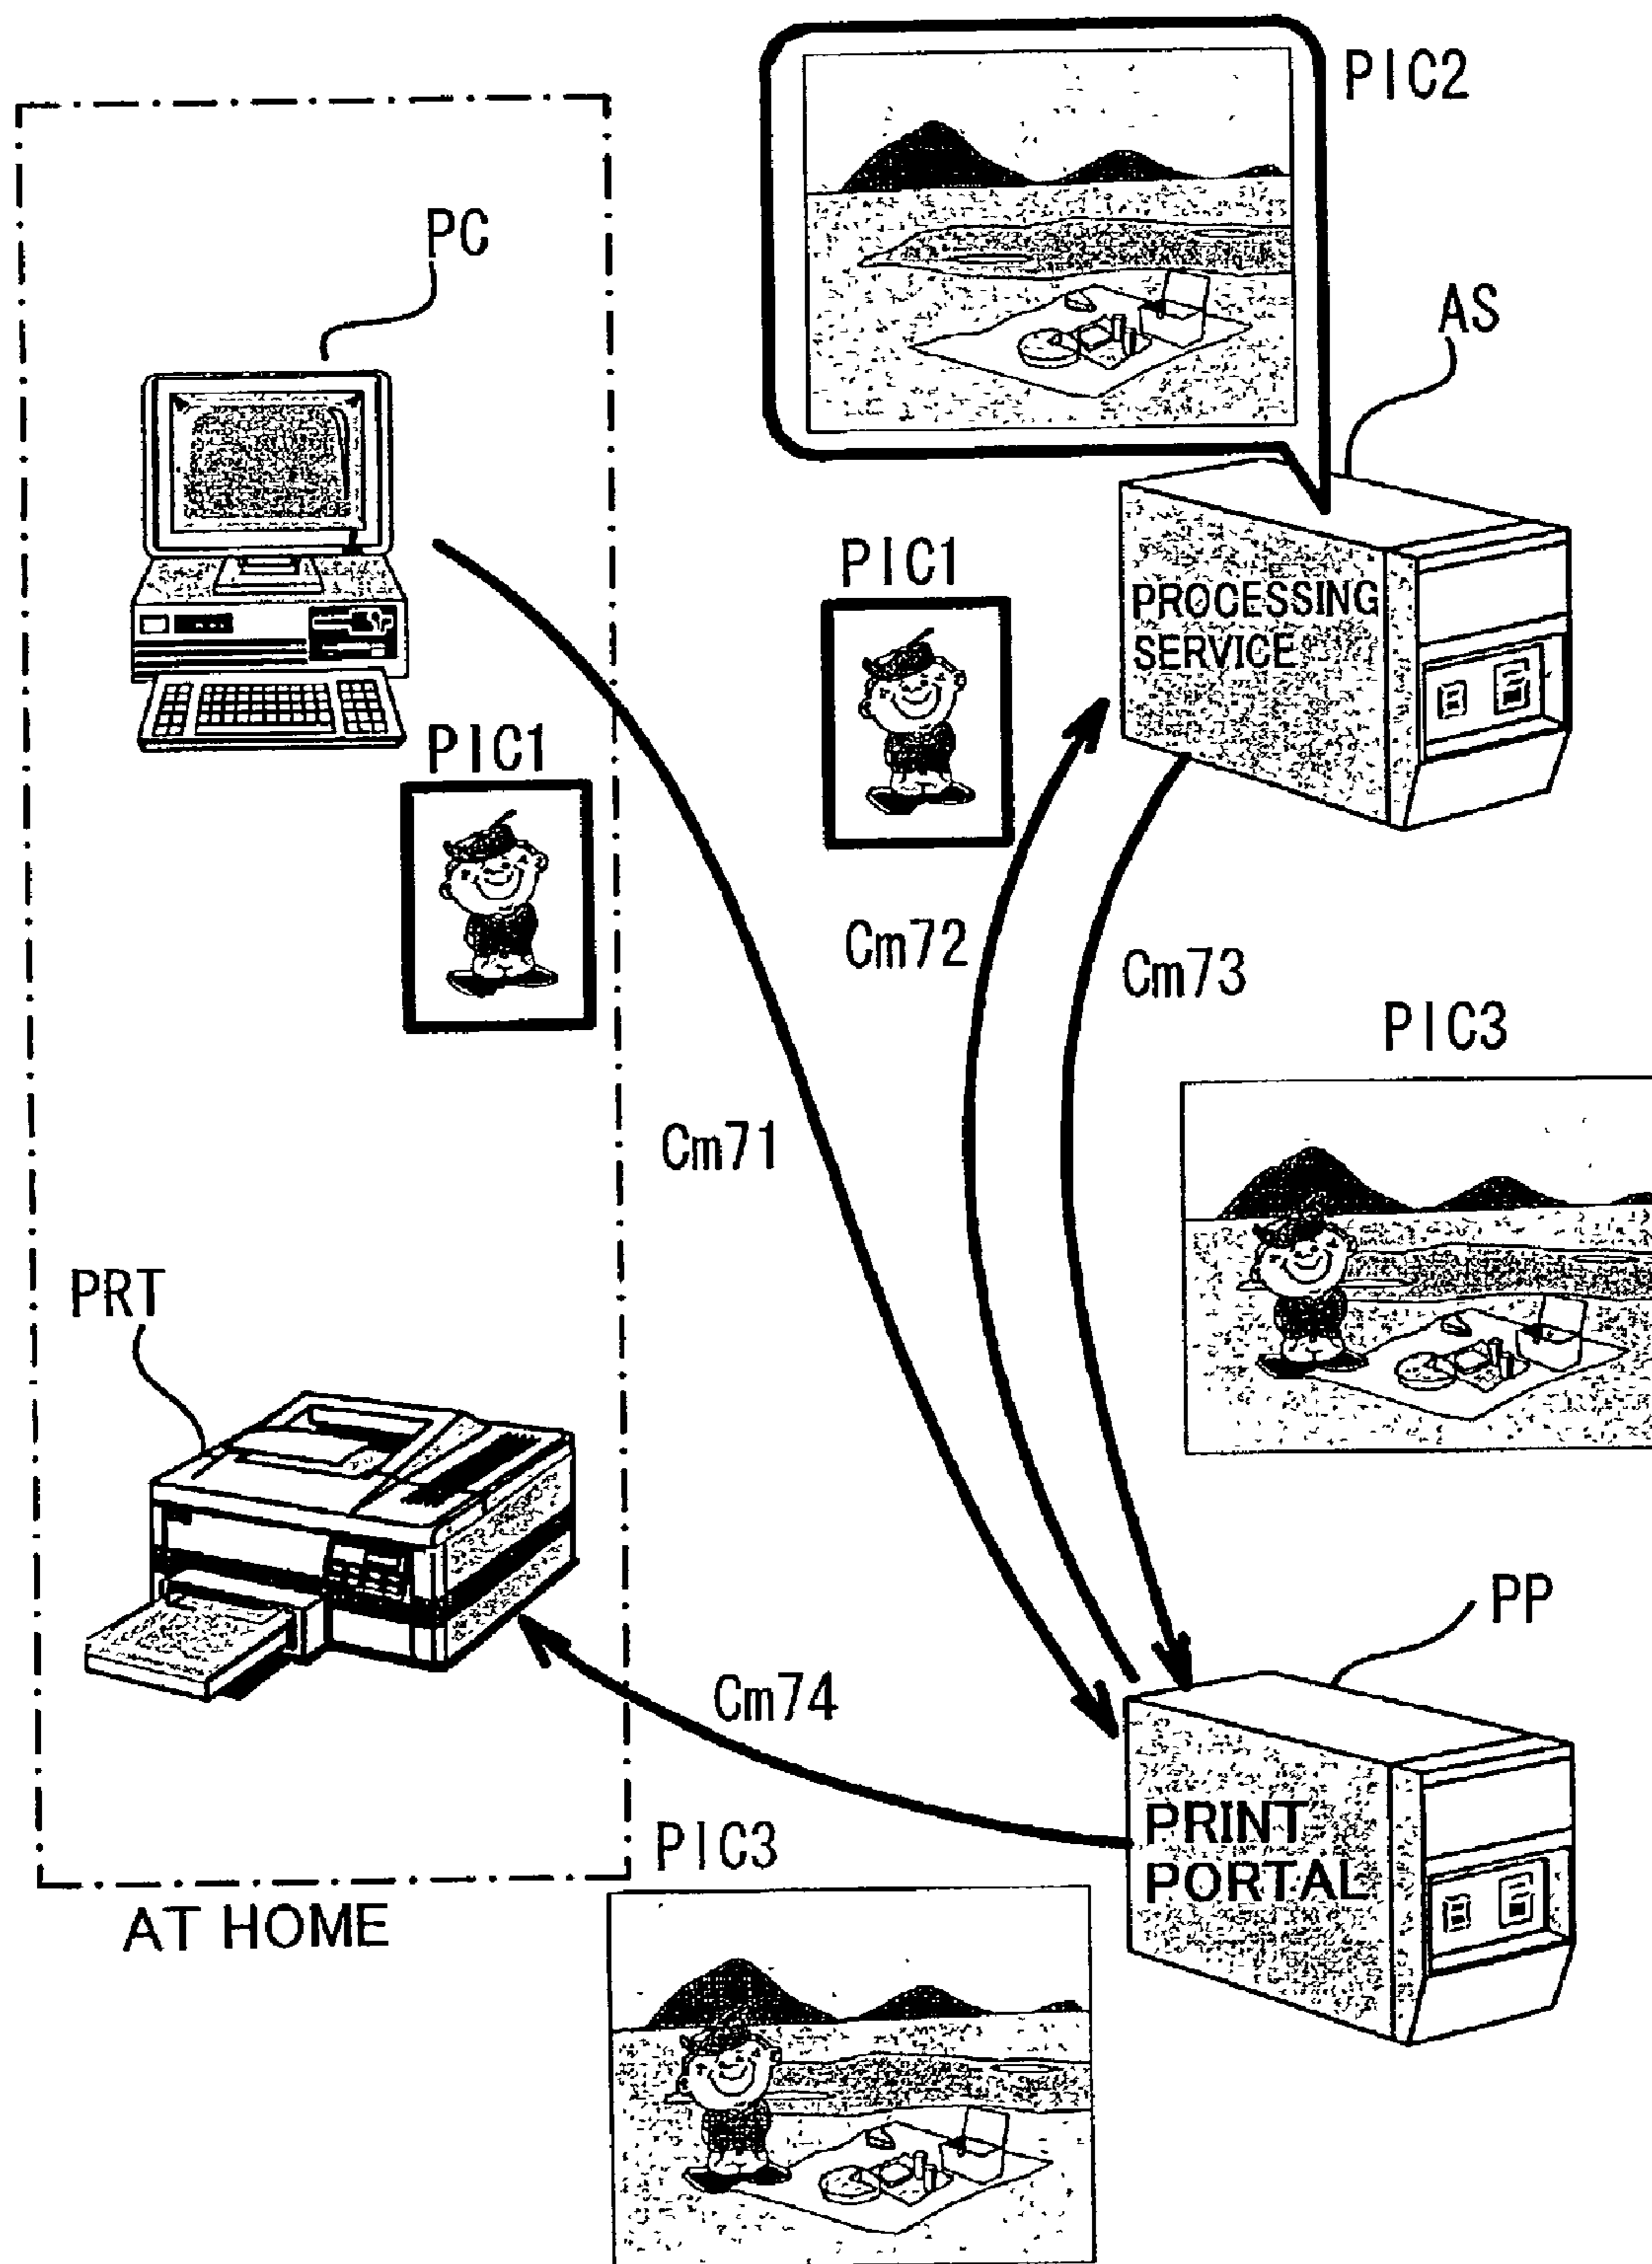 PIC2
PC
AS
PIC1
PROCESSING
SERVICE
PIC1
Cm72
Cm73
PIC3
Cm71
PRT
PP
Cm74
PRINT
PORTAL
PIC3
AT HOME